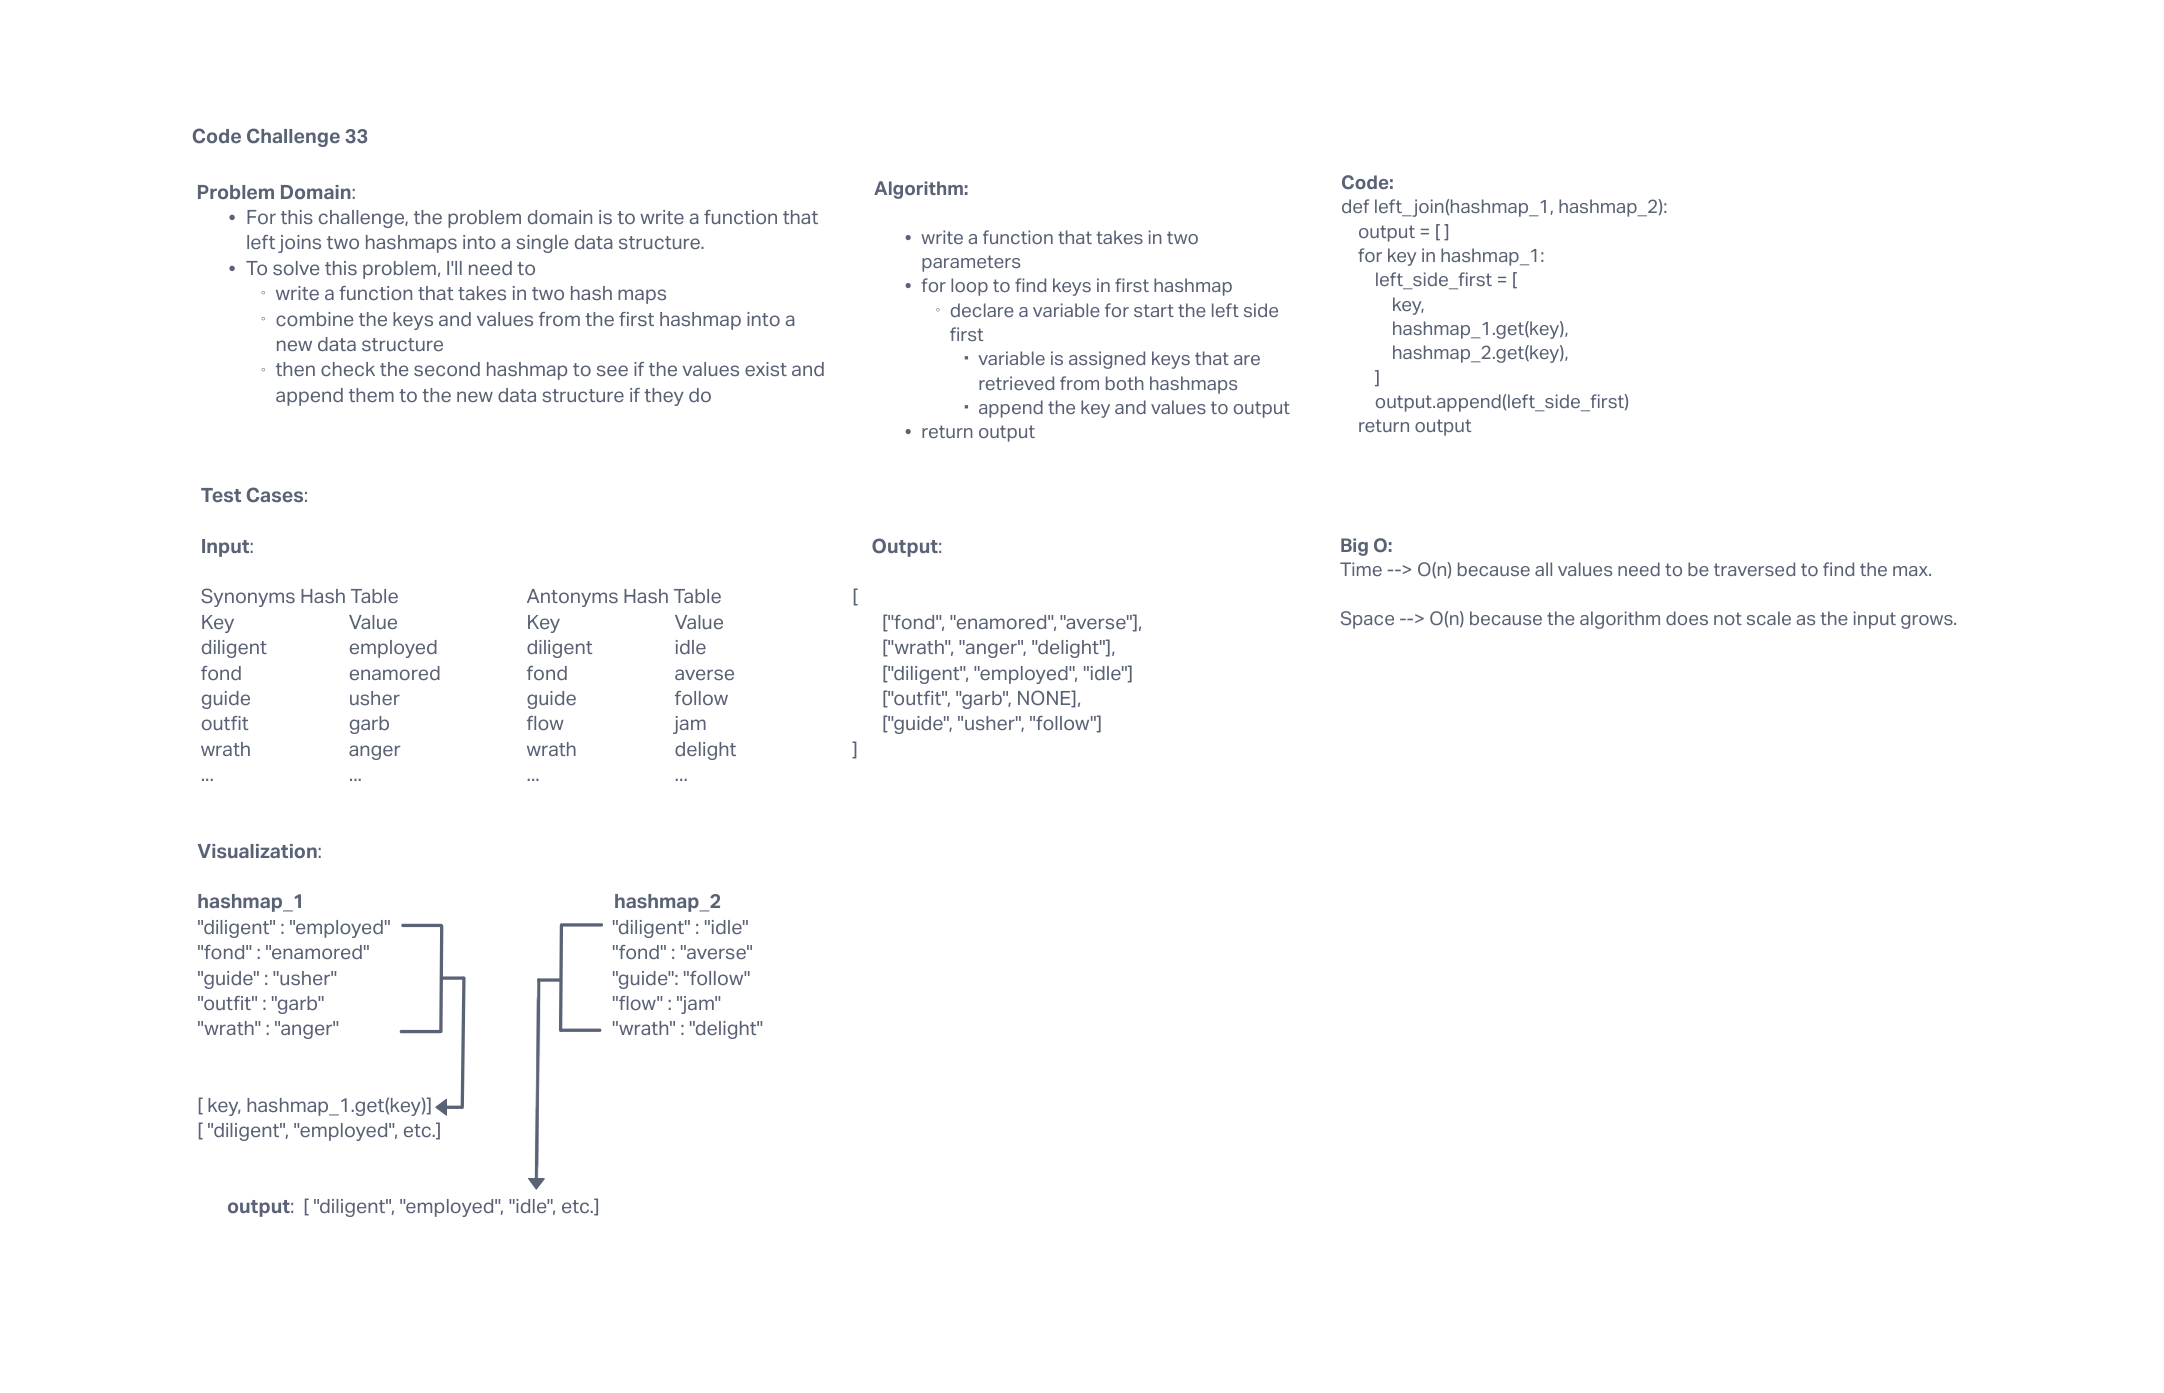 Code Challenge 33
Problem Domain:
• For this challenge, the problem domain is to write a function that
left joins two hashmaps into a single data structure.
• To solve this problem, I'll need to
◦ write a function that takes in two hash maps
◦ combine the keys and values from the first hashmap into a
new data structure
◦ then check the second hashmap to see if the values exist and
append them to the new data structure if they do
Algorithm:
• write a function that takes in two
parameters
• for loop to find keys in first hashmap
◦ declare a variable for start the left side
first
▪ variable is assigned keys that are
retrieved from both hashmaps
▪ append the key and values to output
• return output
Code:
def left_join(hashmap_1, hashmap_2):
output = [ ]
for key in hashmap_1:
left_side_first = [
key,
hashmap_1.get(key),
hashmap_2.get(key),
]
output.append(left_side_first)
return output
Test Cases:
Input:
Synonyms Hash Table Antonyms Hash Table
Key Value Key Value
diligent employed diligent idle
fond enamored fond averse
guide usher guide follow
outfit garb flow jam
wrath anger wrath delight
... ... ... ...
Output:
[
["fond", "enamored", "averse"],
["wrath", "anger", "delight"],
["diligent", "employed", "idle"]
["outfit", "garb", NONE],
["guide", "usher", "follow"]
]
Big O:
Time --> O(n) because all values need to be traversed to find the max.
Space --> O(n) because the algorithm does not scale as the input grows.
Visualization:
hashmap_1
"diligent" : "employed"
"fond" : "enamored"
"guide" : "usher"
"outfit" : "garb"
"wrath" : "anger"
hashmap_2
"diligent" : "idle"
"fond" : "averse"
"guide": "follow"
"flow" : "jam"
"wrath" : "delight"
[ key, hashmap_1.get(key)]
[ "diligent", "employed", etc.]
output: [ "diligent", "employed", "idle", etc.]